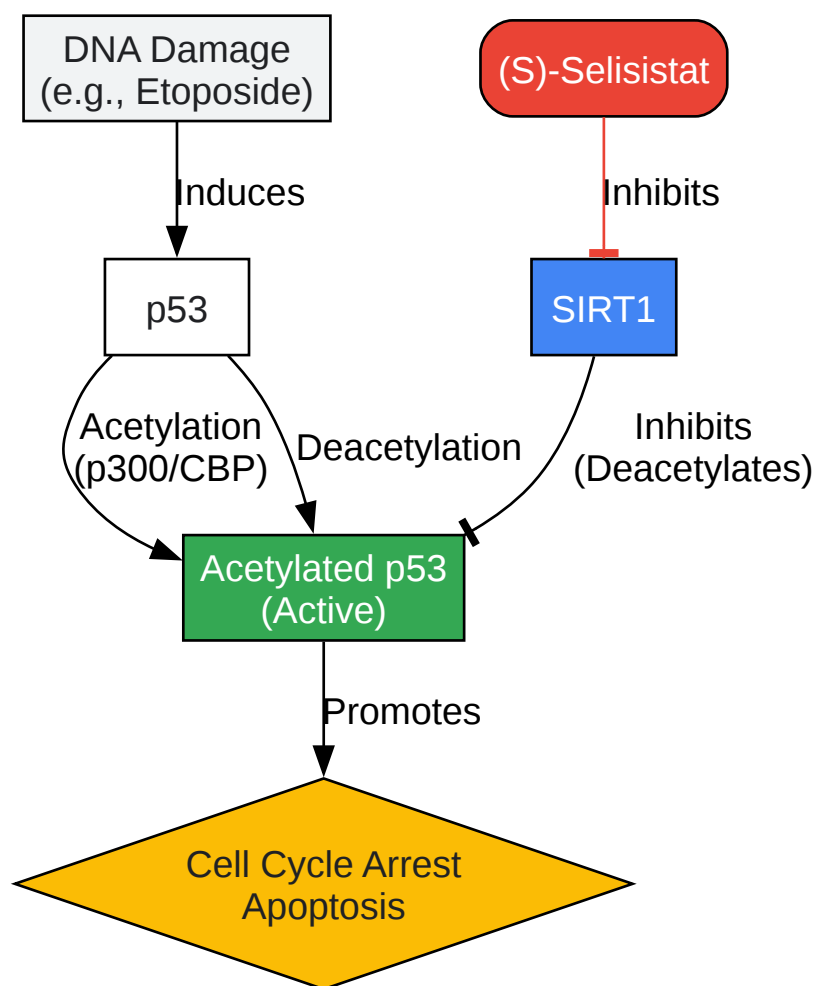 DNA Damage
(e.g., Etoposide)
(S)-Selisistat
Induces
Inhibits
p53
SIRT1
Acetylation
(p300/CBP)
Deacetylation
Inhibits
(Deacetylates)
Acetylated p53
(Active)
Promotes
Cell Cycle Arrest
Apoptosis